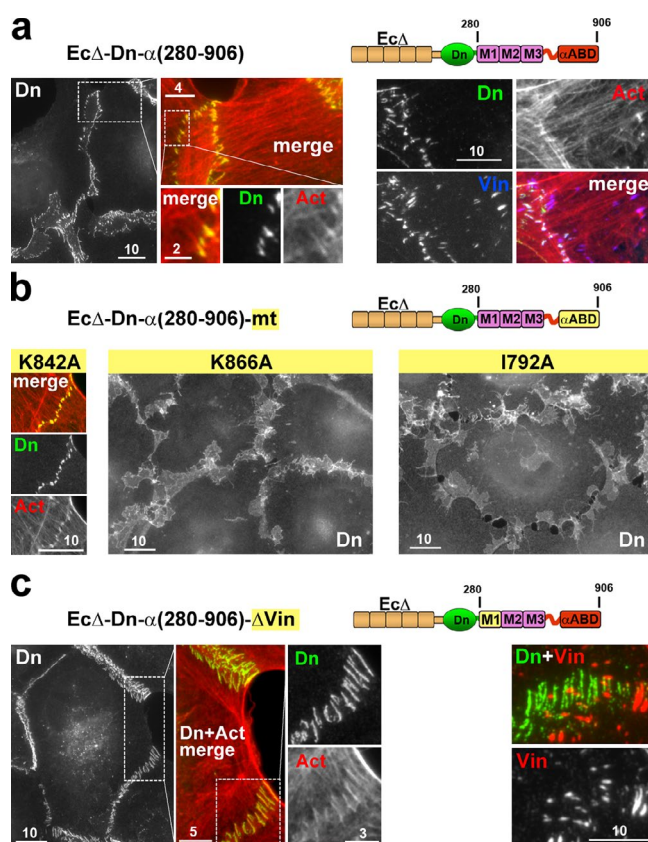 a
EcΔ-Dn-α(280-906)
280
906
EcΔ
Dn
M1
M2
M3
αABD
Dn
10
4
merge
merge
2
Dn
Act
Dn
10
Act
Vin
merge
b
EcΔ-Dn-α(280-906)-mt
280
906
EcΔ
Dn
M1
M2
M3
αABD
K842A
merge
Dn
Act
10
K866A
10
Dn
I792A
10
Dn
c
EcΔ-Dn-α(280-906)-ΔVin
280
906
EcΔ
Dn
M1
M2
M3
αABD
Dn
10
Dn+Act
merge
5
Dn
Act
3
Dn+Vin
Vin
10